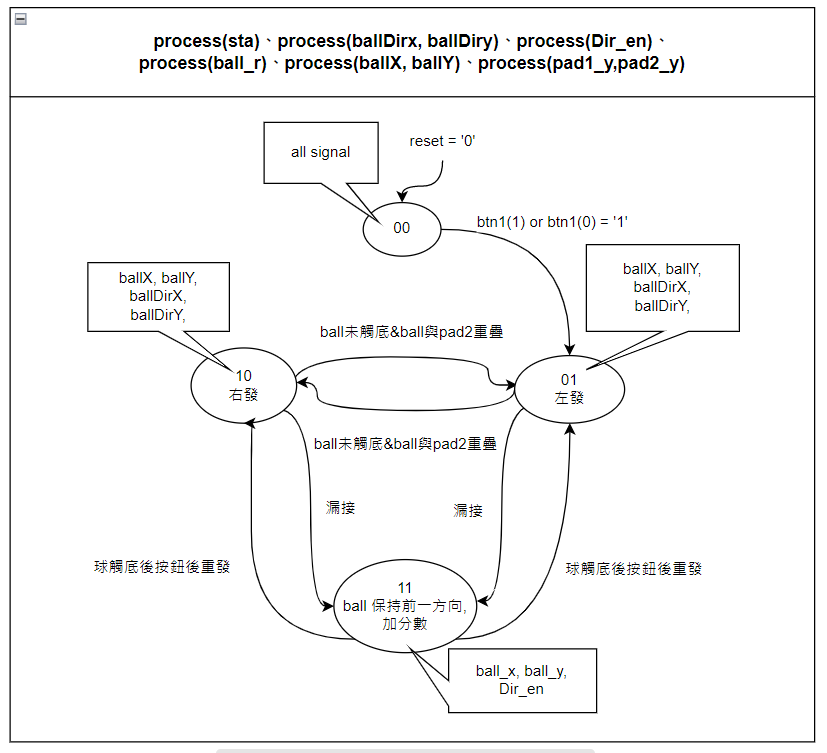 process(sta)、process(ballDirx, ballDiry)、process(Dir_en)、
process(ball_r)、process(ballX, ballY)、process(pad1_y,pad2_y)
all signal
reset = '0'
00
btn1(1) or btn1(0) = '1'
ballX, ballY,
ballDirX,
ballDirY,
ballX, ballY,
ballDirX,
ballDirY,
ball未觸底&ball與pad2重疊
10
右發
01
左發
ball未觸底&ball與pad2重疊
漏接
漏接
球觸底後按鈕後重發
球觸底後按鈕後重發
11
ball 保持前一方向,
加分數
ball_x, ball_y,
Dir_en